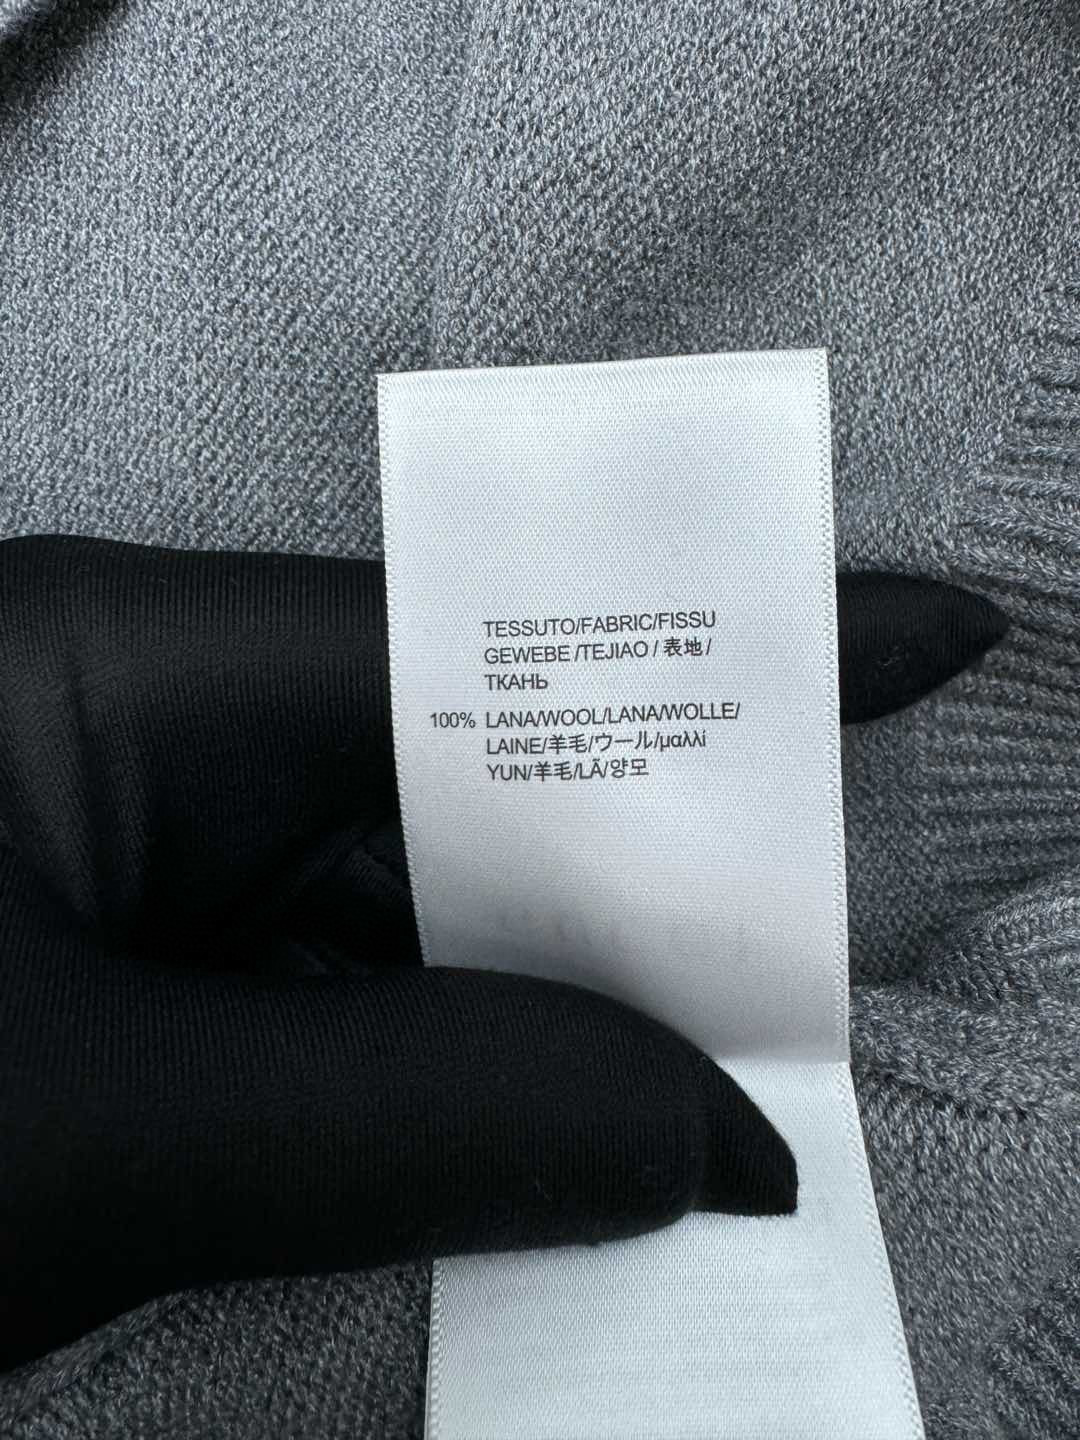 TESSUTO/FABRIC/FISSU
GEWEBE /TEJIAO / 表地 /
ТКАНЬ
100% LANA/WOOL/LANA/WOLLE/
LAINE/羊毛/ウール/μαλλί
YUN/羊毛/LÃ/양모